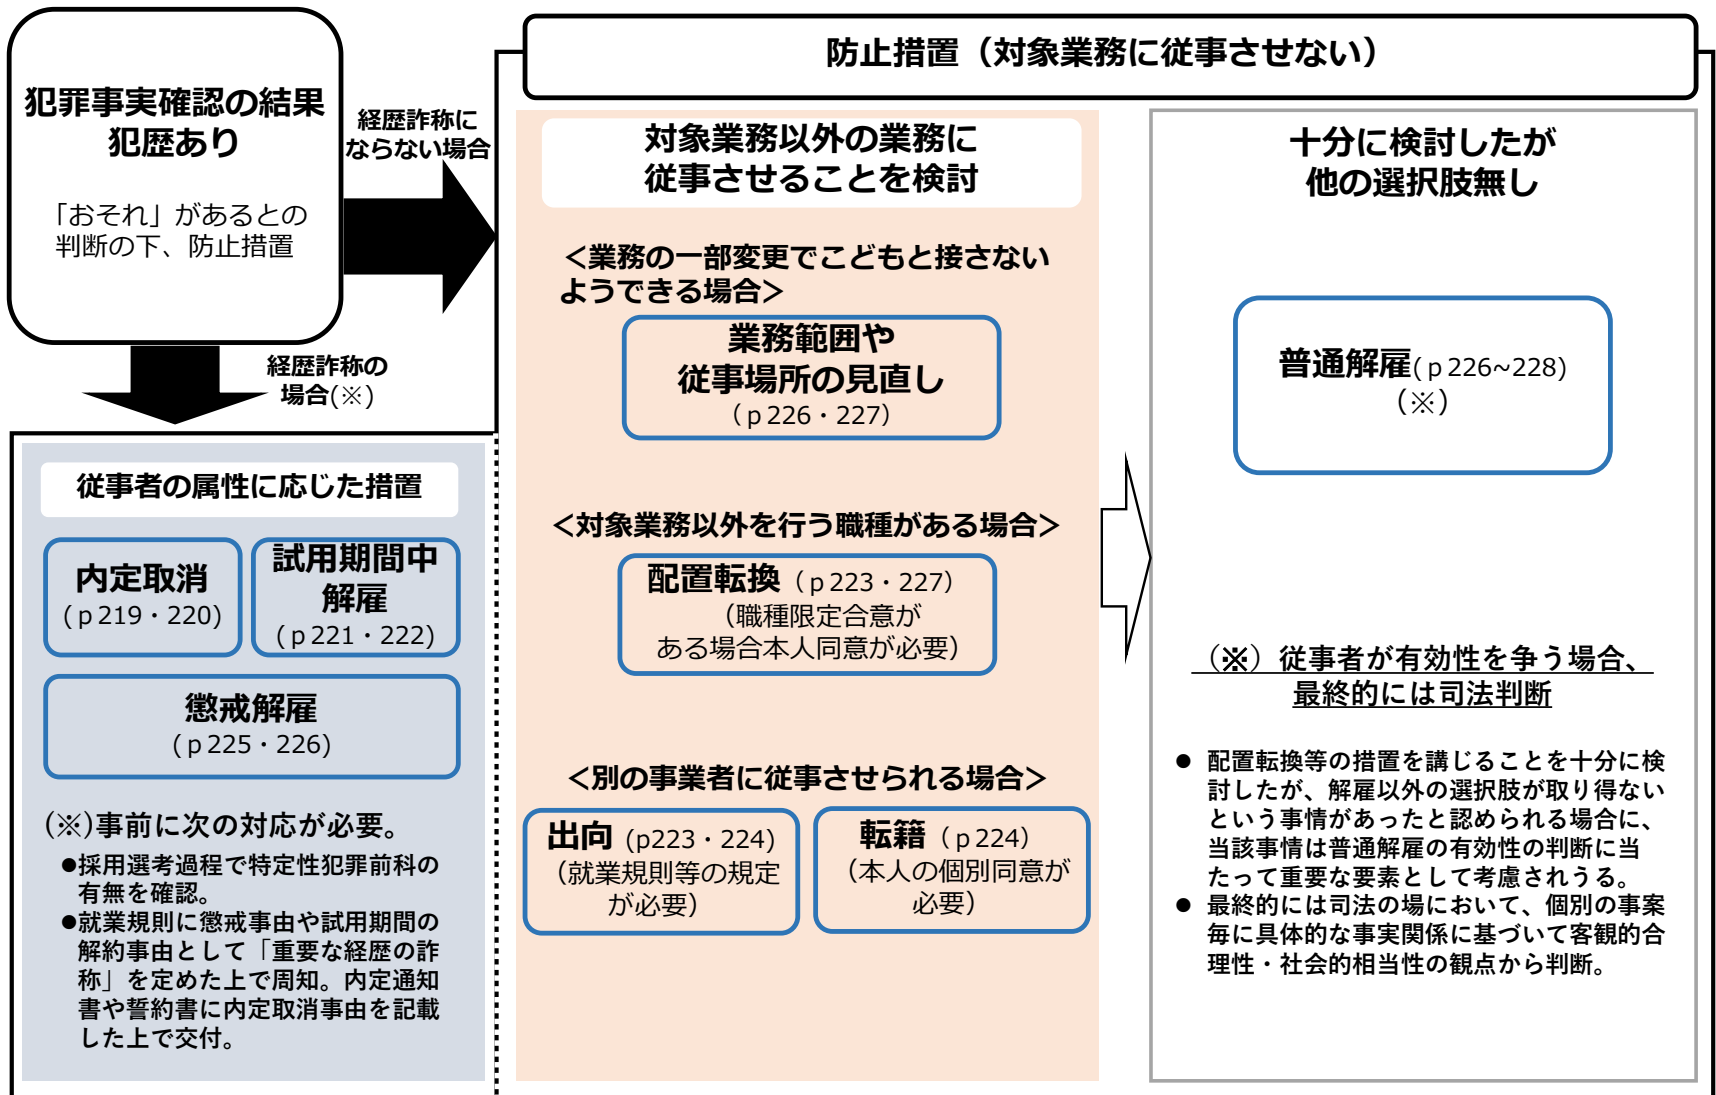 防止措置（対象業務に従事させない）
犯罪事実確認の結果
犯歴あり
「おそれ」があるとの
判断の下、防止措置
経歴詐称に
ならない場合
経歴詐称の
場合(※)
従事者の属性に応じた措置
内定取消
(ｐ219・220)
試用期間中
解雇
(ｐ221・222)
懲戒解雇
(ｐ225・226)
(※)事前に次の対応が必要。
●採用選考過程で特定性犯罪前科の
有無を確認。
●就業規則に懲戒事由や試用期間の
解約事由として「重要な経歴の詐
称」を定めた上で周知。内定通知
書や誓約書に内定取消事由を記載
した上で交付。
対象業務以外の業務に
従事させることを検討
＜業務の一部変更でこどもと接さない
ようできる場合＞
業務範囲や
従事場所の見直し
（ｐ226・227）
＜対象業務以外を行う職種がある場合＞
配置転換（ｐ223・227）
（職種限定合意が
ある場合本人同意が必要）
＜別の事業者に従事させられる場合＞
出向（p223・224）
（就業規則等の規定
が必要）
転籍（ｐ224）
（本人の個別同意が
必要）
十分に検討したが
他の選択肢無し
普通解雇(ｐ226~228)
（※）
（※）従事者が有効性を争う場合、
最終的には司法判断
● 配置転換等の措置を講じることを十分に検
討したが、解雇以外の選択肢が取り得ない
という事情があったと認められる場合に、
当該事情は普通解雇の有効性の判断に当
たって重要な要素として考慮されうる。
● 最終的には司法の場において、個別の事案
毎に具体的な事実関係に基づいて客観的合
理性・社会的相当性の観点から判断。